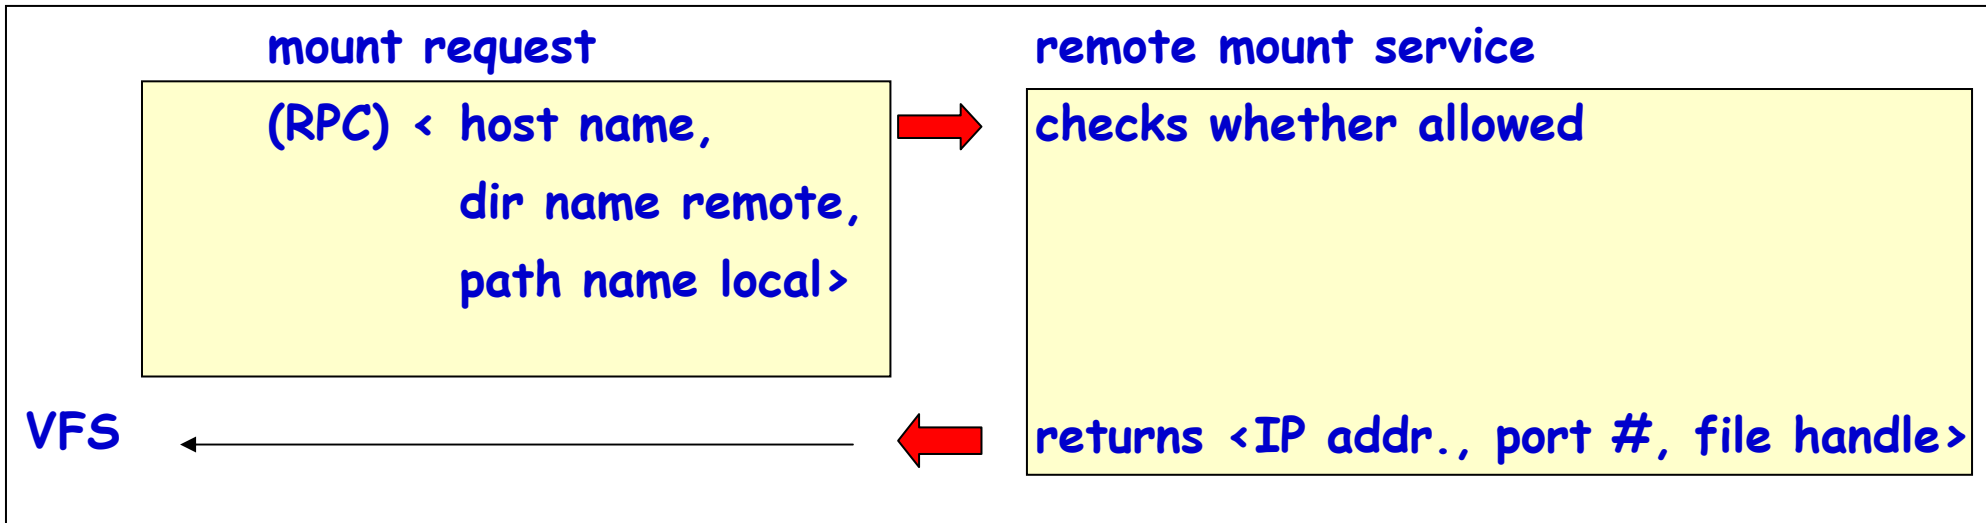 mount request
(RPC) < host name,
dir name remote,
path name local>
remote mount service
checks whether allowed
VFS
returns <IP addr., port #, file handle>